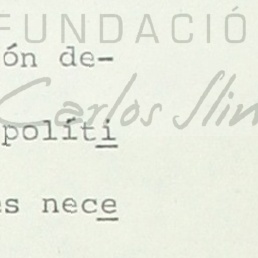 FUNDACIÓ
ón de-
Carlos Slim
políti
es nece